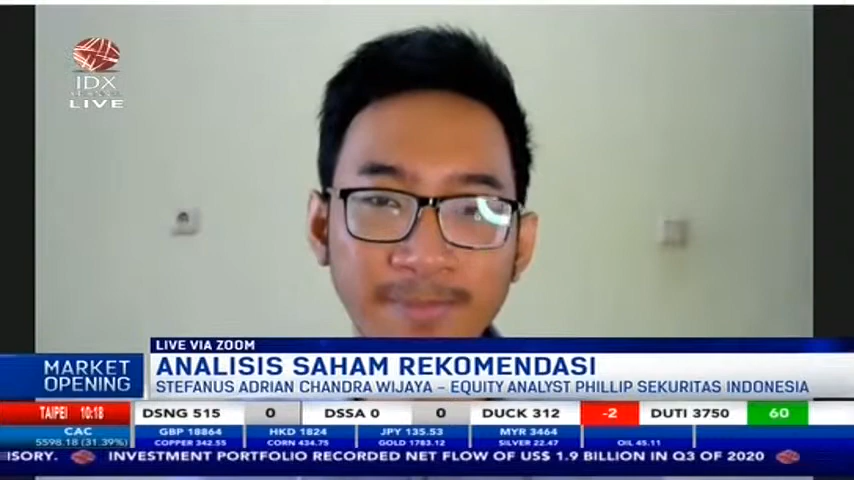 IDX
LIVE
LIVE VIA ZOOM
MARKET OPENING
ANALISIS SAHAM REKOMENDASI
STEFANUS ADRIAN CHANDRA WIJAYA – EQUITY ANALYST PHILLIP SEKURITAS INDONESIA
TAIPEI 10:18 DSNG 515 0 DSSA 0 0 DUCK 312 -2 DUTI 3750 60
CAC GBP 18864 HKD 1824 JPY 135.53 MYR 3464
5598.18 (31.39%) COPPER 342.55 CORN 434.75 GOLD 1783.12 SILVER 22.47 OIL 45.11
ISORY. INVESTMENT PORTFOLIO RECORDED NET FLOW OF US$ 1.9 BILLION IN Q3 OF 2020